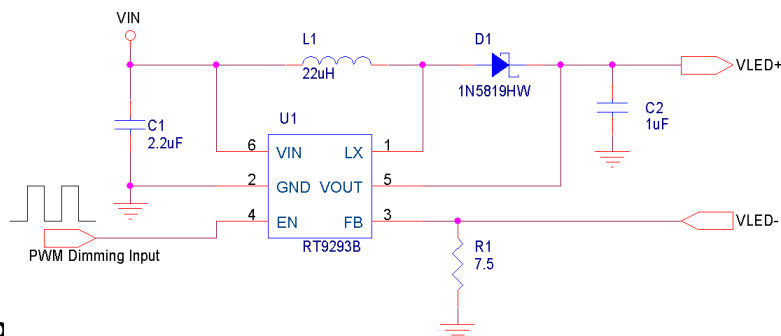 VIN
L1
22uH
D1
1N5819HW
VLED+
C1
2.2uF
C2
1uF
U1
6 VIN LX 1
2 GND VOUT 5
4 EN FB 3
RT9293B
VLED-
PWM Dimming Input
R1
7.5